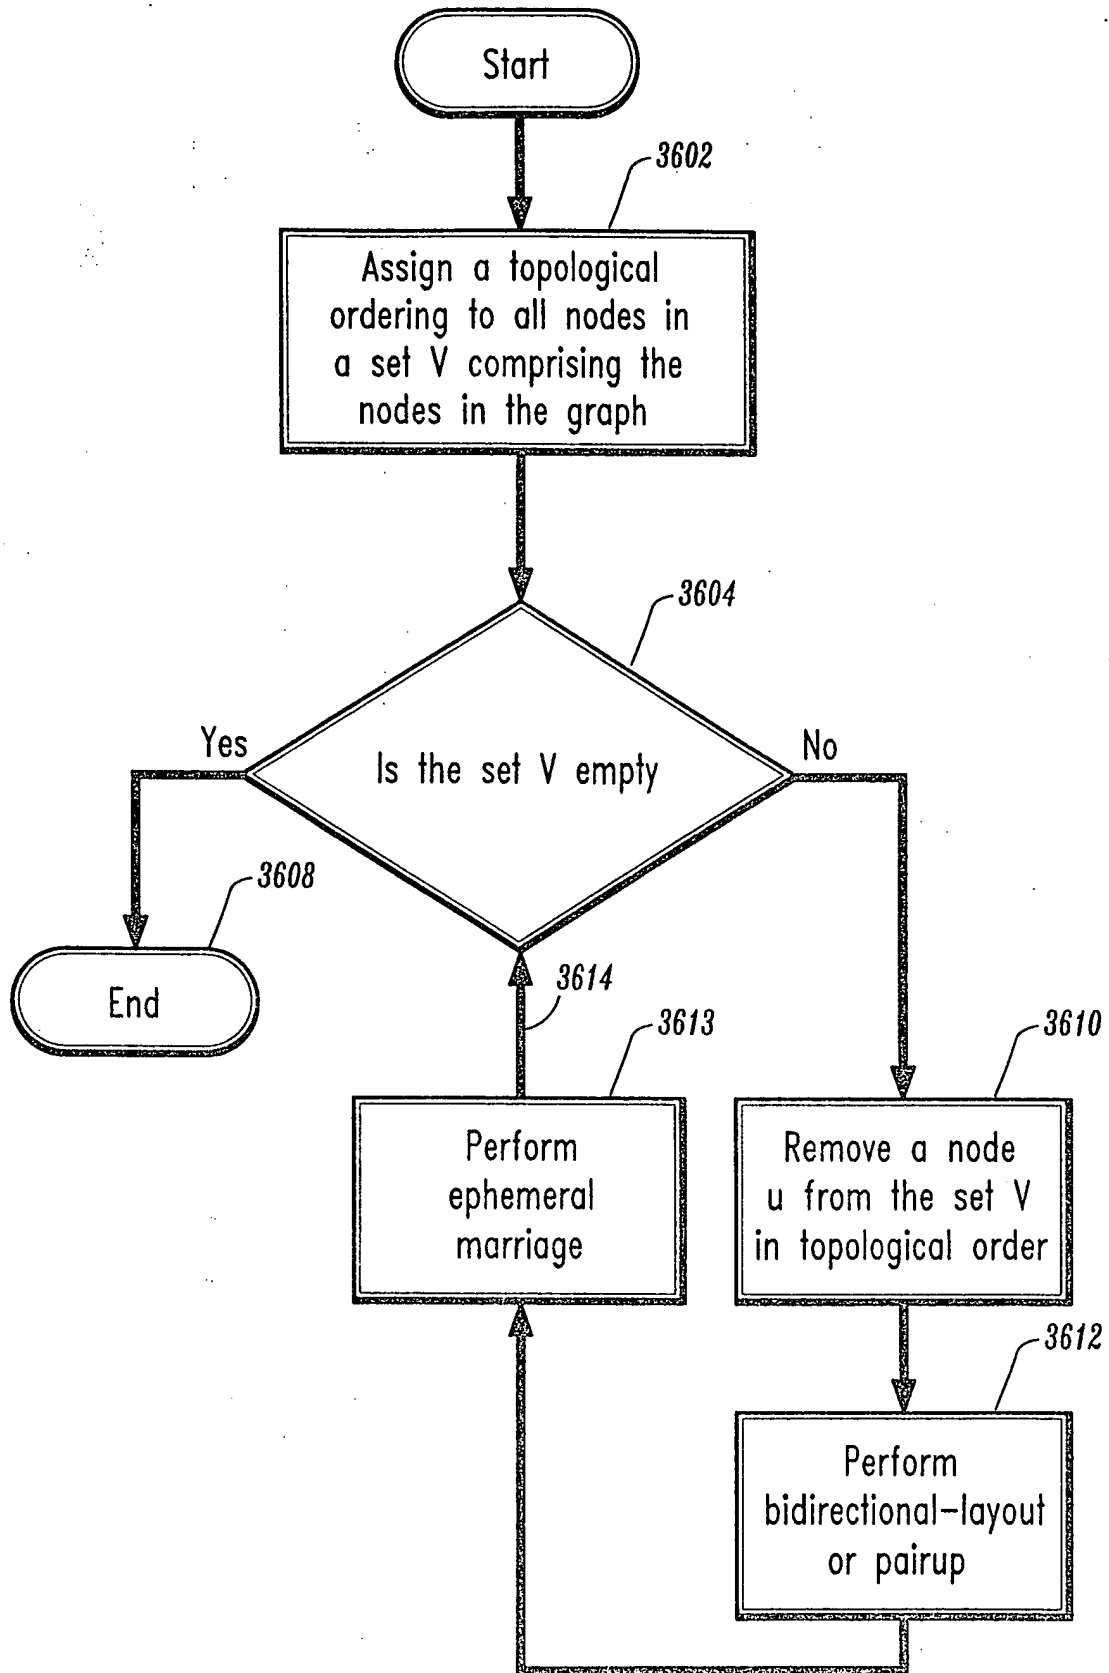 Start
3602
Assign a topological
ordering to all nodes in
a set V comprising the
nodes in the graph
3604
Yes
No
Is the set V empty
3608
End
3614
3613
Perform
ephemeral
marriage
3610
Remove a node
u from the set V
in topological order
3612
Perform
bidirectional-layout
or pairup